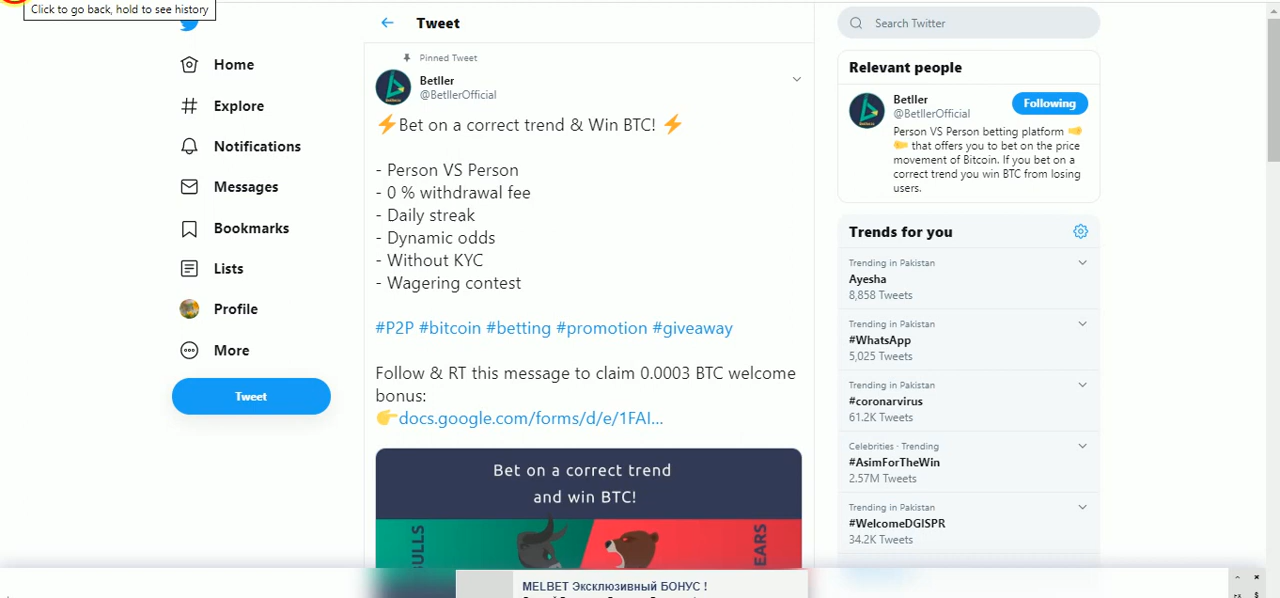 Click to go back, hold to see history
Home
Explore
Notifications
Messages
Bookmarks
Lists
Profile
More
Tweet
Tweet
Pinned Tweet
Betller
@BetllerOfficial
⚡Bet on a correct trend & Win BTC! ⚡
- Person VS Person
- 0 % withdrawal fee
- Daily streak
- Dynamic odds
- Without KYC
- Wagering contest
#P2P #bitcoin #betting #promotion #giveaway
Follow & RT this message to claim 0.0003 BTC welcome
bonus:
👉docs.google.com/forms/d/e/1FAI...
Bet on a correct trend
and win BTC!
Search Twitter
Relevant people
Betller
@BetllerOfficial
Following
Person VS Person betting platform 🤜
🤛 that offers you to bet on the price
movement of Bitcoin. If you bet on a
correct trend you win BTC from losing
users.
Trends for you
Trending in Pakistan
Ayesha
8,858 Tweets
Trending in Pakistan
#WhatsApp
5,025 Tweets
Trending in Pakistan
#coronarvirus
61.2K Tweets
Celebrities · Trending
#AsimForTheWin
2.57M Tweets
Trending in Pakistan
#WelcomeDGISPR
34.2K Tweets
MELBET Эксклюзивный БОНУС !